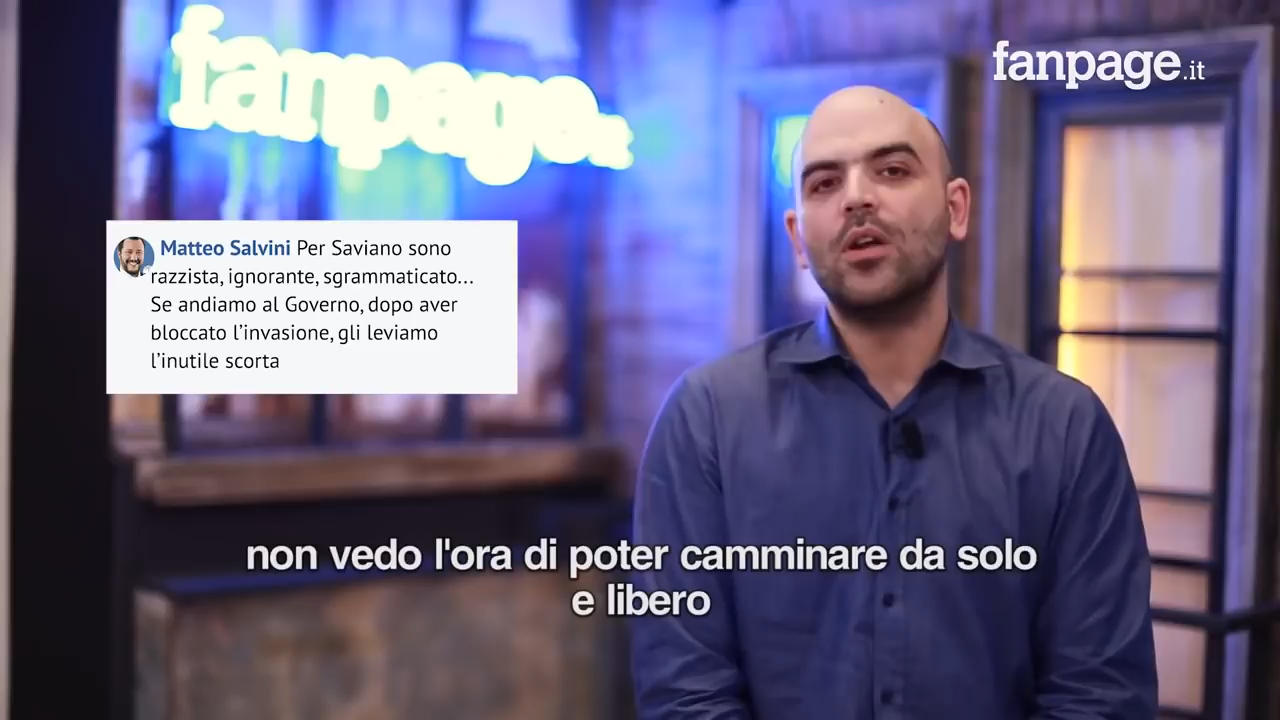 fanpage.it
fanpage.it
Matteo Salvini Per Saviano sono
razzista, ignorante, sgrammaticato...
Se andiamo al Governo, dopo aver
bloccato l'invasione, gli leviamo
l'inutile scorta
non vedo l'ora di poter camminare da solo
e libero